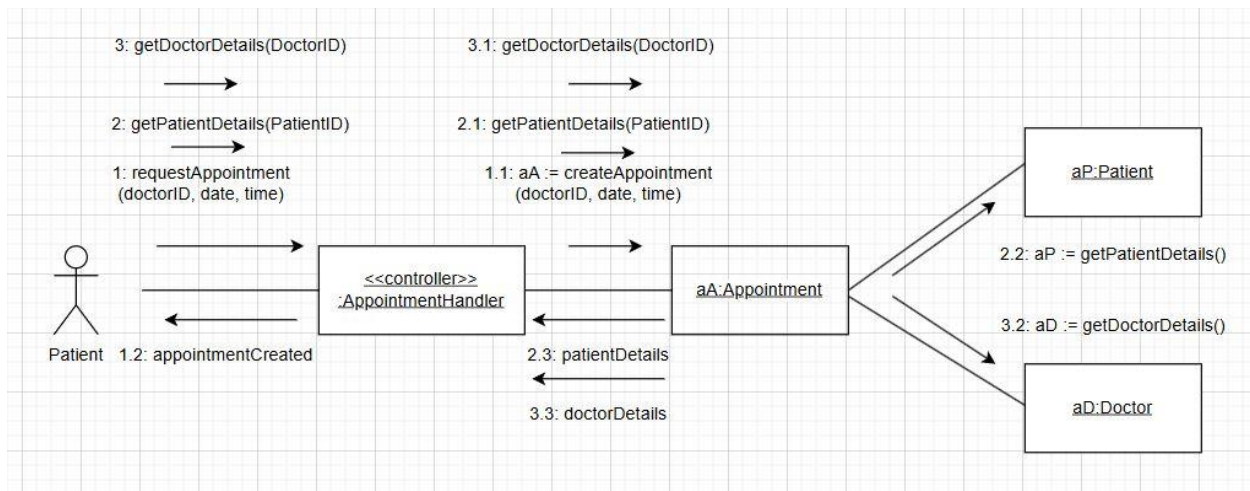 3: getDoctorDetails(DoctorID)
3.1: getDoctorDetails(DoctorID)
2: getPatientDetails(PatientID)
2.1: getPatientDetails(PatientID)
1: requestAppointment
(doctorID, date, time)
1.1: aA := createAppointment
(doctorID, date, time)
aP:Patient
2.2: aP := getPatientDetails()
<<controller>>
:AppointmentHandler
aA:Appointment
3.2: aD := getDoctorDetails()
Patient
1.2: appointmentCreated
2.3: patientDetails
3.3: doctorDetails
aD:Doctor